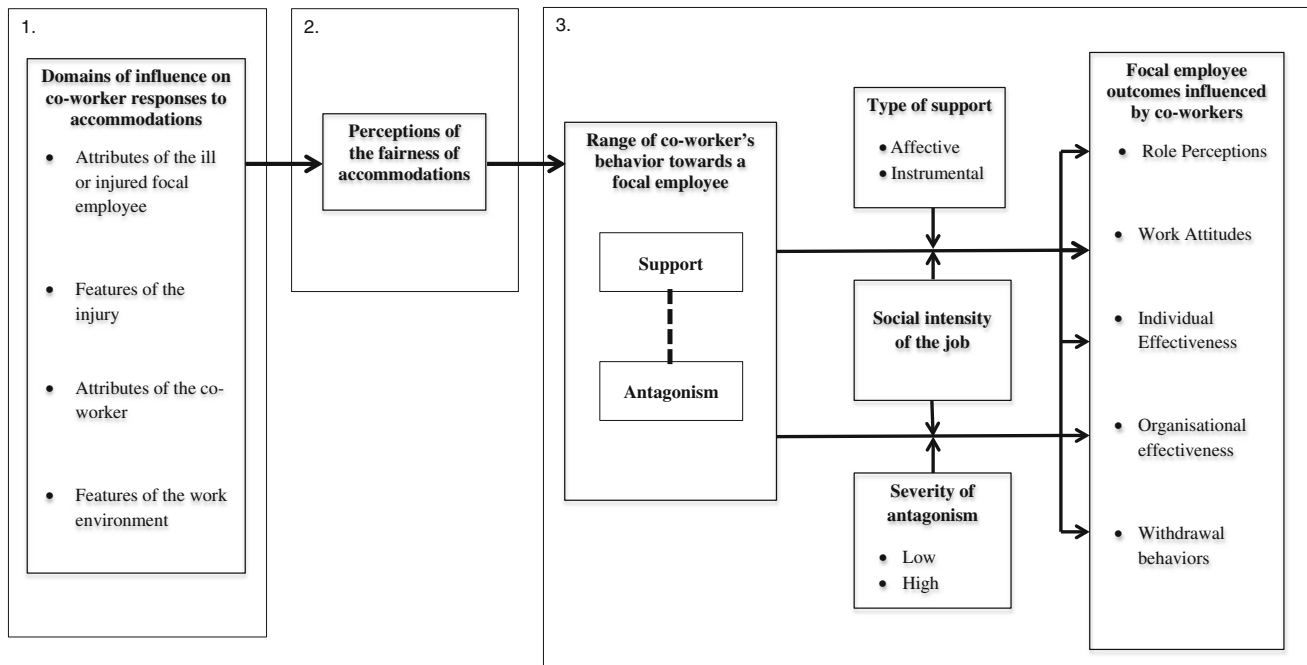 1.
Domains of influence on
co-worker responses to
accommodations
• Attributes of the ill
or injured focal
employee
• Features of the
injury
• Attributes of the co-
worker
• Features of the work
environment
2.
Perceptions of
the fairness of
accommodations
3.
Range of co-worker’s
behavior towards a
focal employee
Support
Antagonism
Type of support
• Affective
• Instrumental
Social intensity
of the job
Severity of
antagonism
• Low
• High
Focal employee
outcomes influenced
by co-workers
• Role Perceptions
• Work Attitudes
• Individual
Effectiveness
• Organisational
effectiveness
• Withdrawal
behaviors